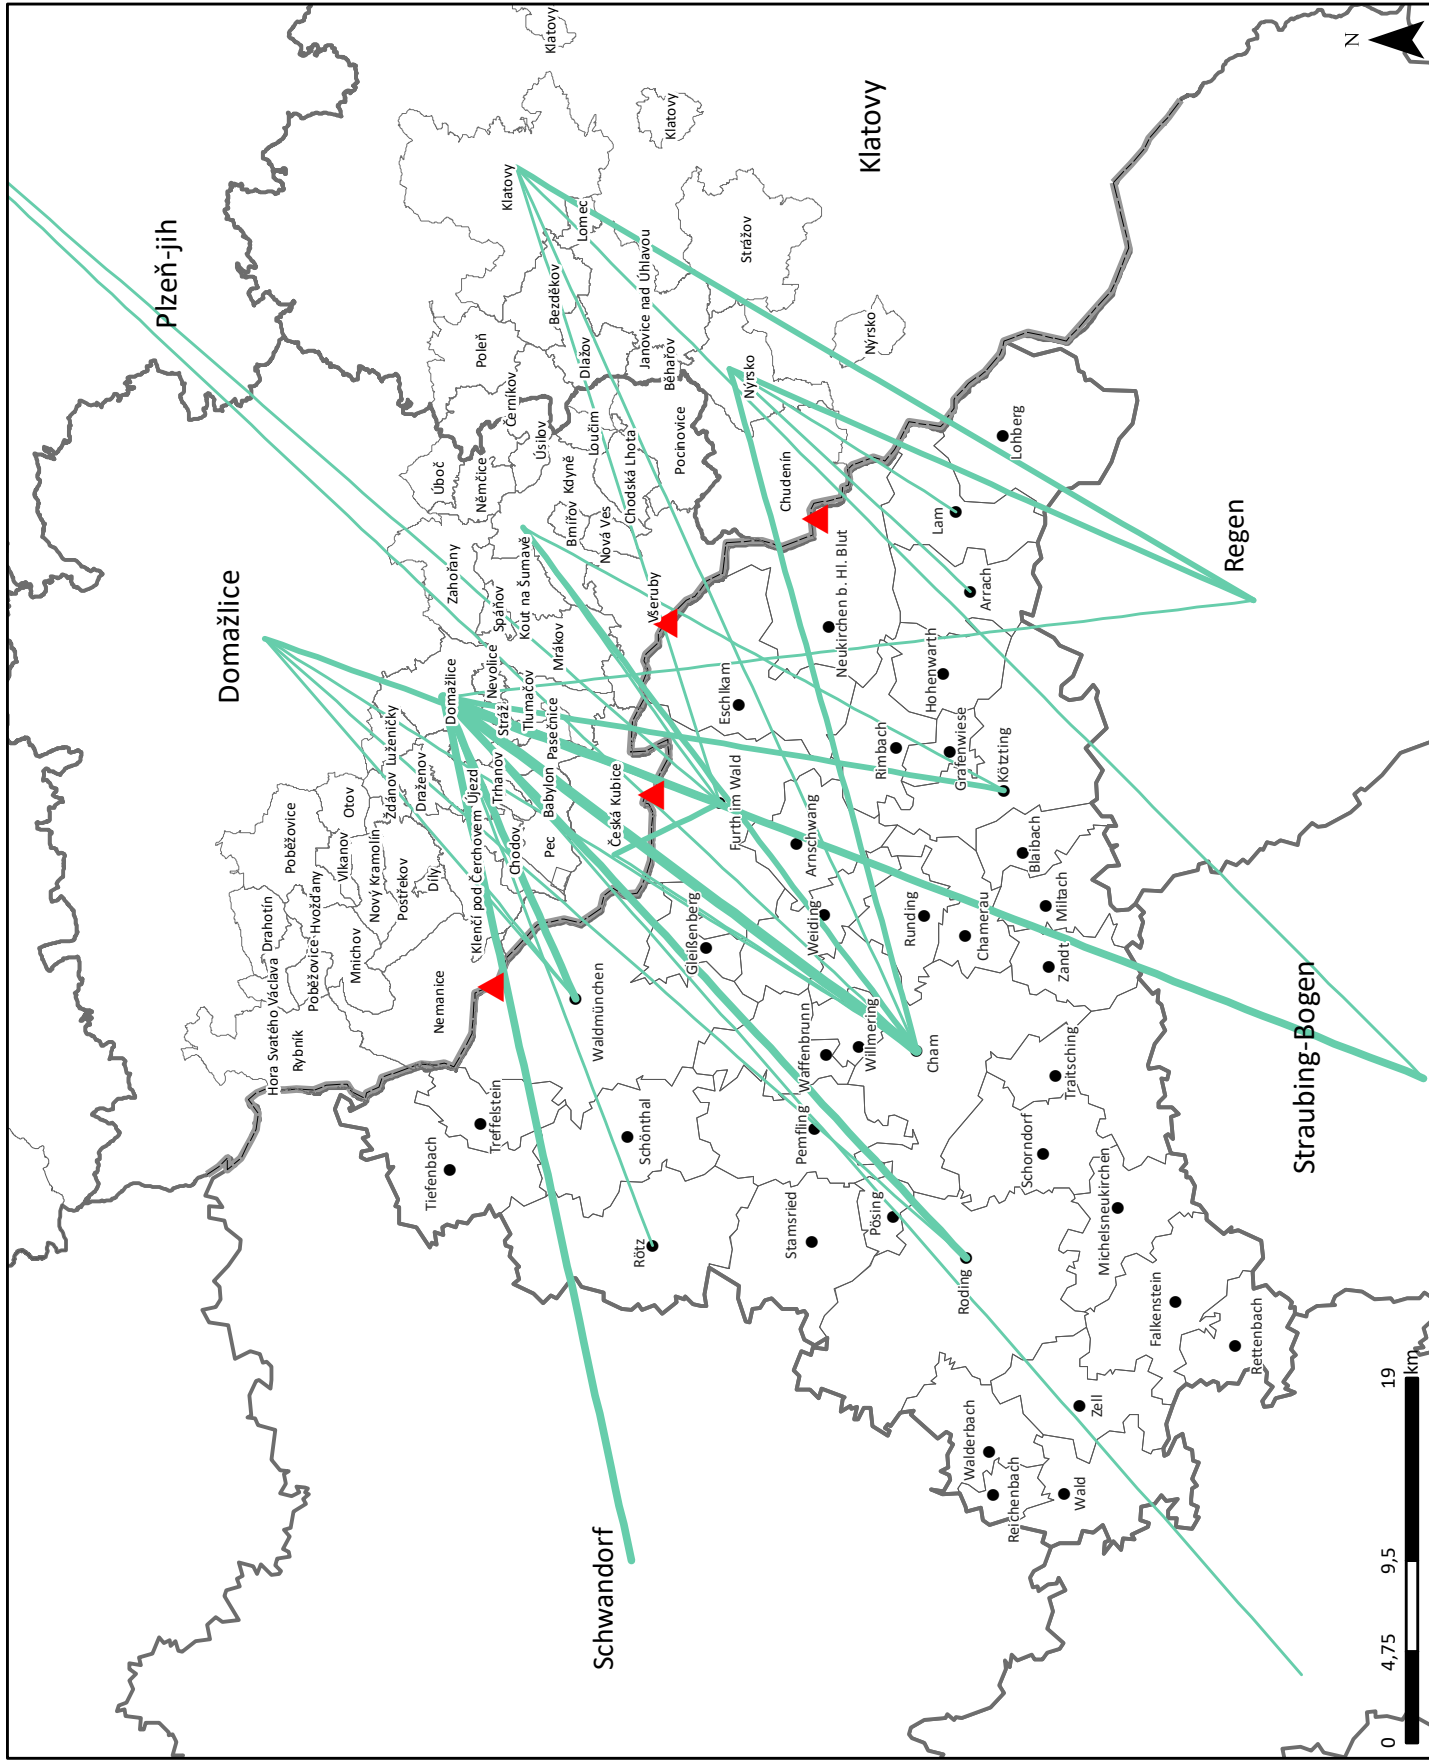 Klatovy
N
Plzeň-jih
Klatovy
Klatovy
Klatovy
Lomec
Strážov
Bezděkov
Janovice nad Úhlavou
Poleň
Dlažov
Běhařov
Nýrsko
Nýrsko
Černíkov
Úsilov
Loučim
Pocinovice
Úboč
Němčice
Kdyně
Chodská Lhota
Chudenín
Lohberg
Brnířov
Nová Ves
Lam
Domažlice
Zahořany
Spáňov
Kout na Šumavě
Všeruby
Neukirchen b. Hl. Blut
Arrach
Regen
Mrákov
Domažlice
Nevolice
Stráž
Tlumačov
Pasečnice
Eschlkam
Hohenwarth
Rimbach
Grafenwiese
Kötzting
Luženičky
Ždánov
Draženov
Újezd
Trhanov
Babylon
Česká Kubice
Furth im Wald
Arnschwang
Blaibach
Poběžovice
Otov
Vlkanov
Nový Kramolín
Postřekov
Díly
Klenčí pod Čerchovem
Chodov
Pec
Gleißenberg
Weiding
Runding
Chamerau
Miltach
Zandt
Drahotín
Hvožďany
Poběžovice
Mnichov
Hora Svatého Václava
Rybník
Nemanice
Waldmünchen
Waffenbrunn
Willmering
Cham
Traitsching
Straubing-Bogen
Treffelstein
Tiefenbach
Schönthal
Pemfling
Schorndorf
Michelsneukirchen
Rötz
Stamsried
Pösing
Roding
Falkenstein
Rettenbach
Zell
Walderbach
Reichenbach
Wald
Schwandorf
0
4,75
9,5
19
km